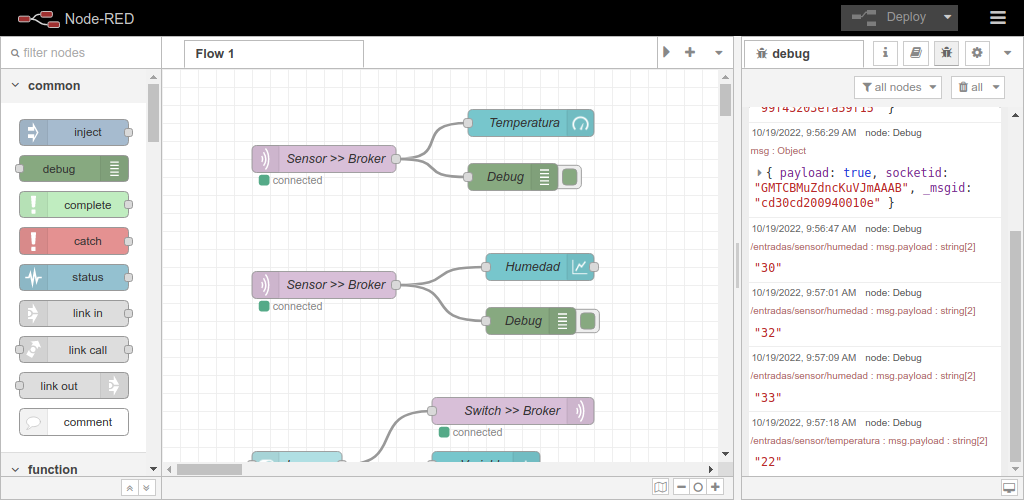 Node-RED
Deploy
filter nodes
Flow 1
debug
i
common
all nodes
all
inject
debug
complete
catch
status
link in
link call
link out
comment
function
Temperatura
Sensor >> Broker
connected
Debug
Humedad
Sensor >> Broker
connected
Debug
Switch >> Broker
connected
99f43203efa59f15" }
10/19/2022, 9:56:29 AM node: Debug
msg : Object
{ payload: true, socketid:
"GMTCBMuZdncKuVJmAAAB", _msgid:
"cd30cd200940010e" }
10/19/2022, 9:56:47 AM node: Debug
/entradas/sensor/humedad : msg.payload : string[2]
"30"
10/19/2022, 9:57:01 AM node: Debug
/entradas/sensor/humedad : msg.payload : string[2]
"32"
10/19/2022, 9:57:09 AM node: Debug
/entradas/sensor/humedad : msg.payload : string[2]
"33"
10/19/2022, 9:57:18 AM node: Debug
/entradas/sensor/temperatura : msg.payload : string[2]
"22"